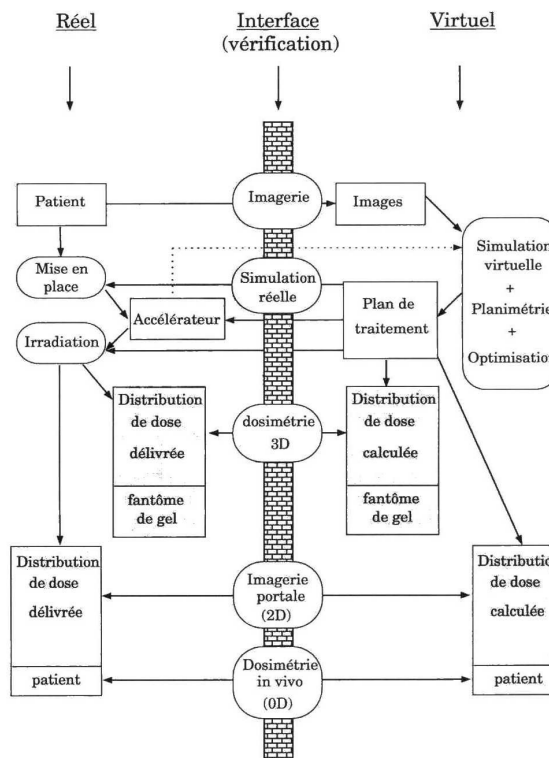 Réel
Interface
(vérification)
Virtuel
Patient
Imagerie
Images
Mise en
place
Simulation
réelle
Simulation
virtuelle
+
Planimétrie
+
Optimisation
Accélérateur
Plan de
traitement
Irradiation
Distribution
de dose
délivrée
fantôme
de gel
dosimétrie
3D
Distribution
de dose
calculée
fantôme
de gel
Distribution
de dose
délivrée
patient
Imagerie
portale
(2D)
Dosimétrie
in vivo
(0D)
Distribution
de dose
calculée
patient